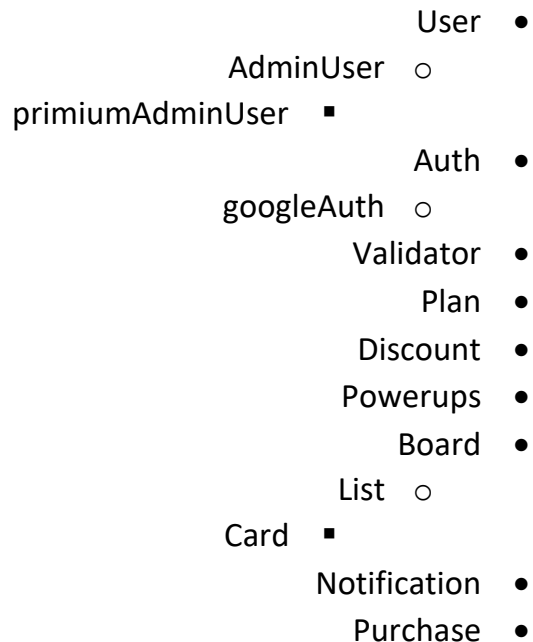 User
AdminUser
primiumAdminUser
Auth
googleAuth
Validator
Plan
Discount
Powerups
Board
List
Card
Notification
Purchase